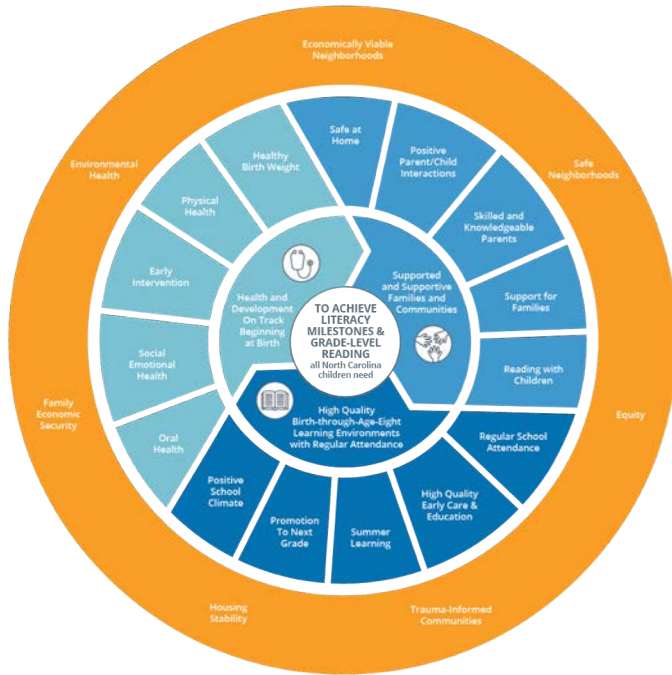 Economically Viable
Neighborhoods
Safe
Neighborhoods
Equity
Trauma-Informed
Communities
Housing
Stability
Family
Economic
Security
Environmental
Health
Safe at
Home
Positive
Parent/Child
Interactions
Skilled and
Knowledgeable
Parents
Support for
Families
Reading with
Children
Regular School
Attendance
High Quality
Early Care &
Education
Summer
Learning
Promotion
To Next
Grade
Positive
School
Climate
Oral
Health
Social
Emotional
Health
Early
Intervention
Physical
Health
Healthy
Birth Weight
Health and
Development
On Track
Beginning
at Birth
Supported
and Supportive
Families and
Communities
High Quality
Birth-through-Age-Eight
Learning Environments
with Regular Attendance
TO ACHIEVE
LITERACY
MILESTONES &
GRADE-LEVEL
READING
all North Carolina
children need